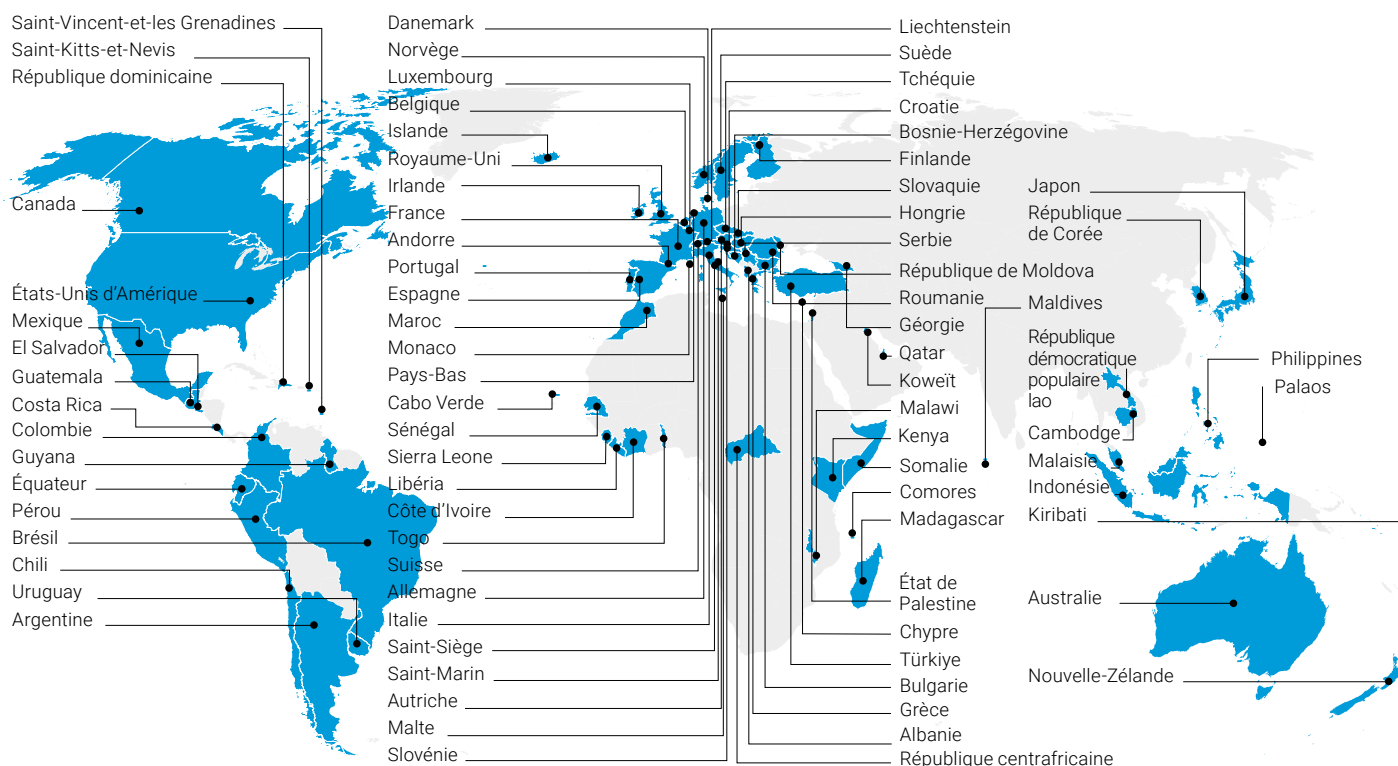 Saint-Vincent-et-les Grenadines
Saint-Kitts-et-Nevis
République dominicaine
Canada
États-Unis d'Amérique
Mexique
El Salvador
Guatemala
Costa Rica
Colombie
Guyana
Équateur
Pérou
Brésil
Chili
Uruguay
Argentine
Danemark
Norvège
Luxembourg
Belgique
Islande
Royaume-Uni
Irlande
France
Andorre
Portugal
Espagne
Maroc
Monaco
Pays-Bas
Cabo Verde
Sénégal
Sierra Leone
Libéria
Côte d'Ivoire
Togo
Suisse
Allemagne
Italie
Saint-Siège
Saint-Marin
Autriche
Malte
Slovénie
Liechtenstein
Suède
Tchéquie
Croatie
Bosnie-Herzégovine
Finlande
Slovaquie
Hongrie
Serbie
République de Moldova
Roumanie
Géorgie
Qatar
Koweït
Malawi
Kenya
Somalie
Comores
Madagascar
État de
Palestine
Chypre
Türkiye
Bulgarie
Grèce
Albanie
République centrafricaine
Japon
République
de Corée
Maldives
République
démocratique
populaire
lao
Cambodge
Malaisie
Indonésie
Kiribati
Philippines
Palaos
Australie
Nouvelle-Zélande